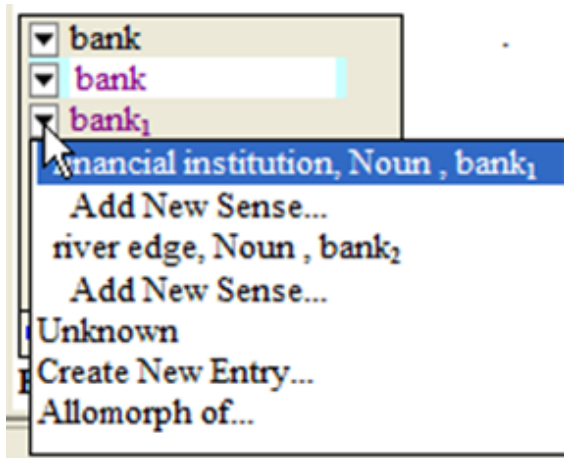 bank
bank
bank₁
financial institution, Noun , bank₁
Add New Sense...
river edge, Noun , bank₂
Add New Sense...
Unknown
Create New Entry...
Allomorph of...